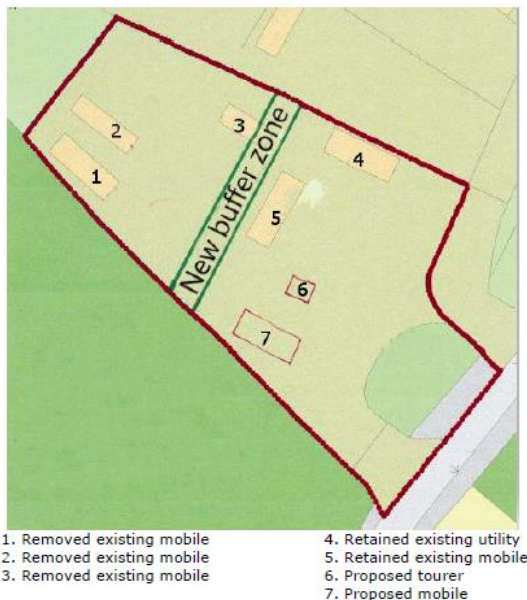 3
2
4
1
New buffer zone
5
6
7
1. Removed existing mobile
2. Removed existing mobile
3. Removed existing mobile
4. Retained existing utility
5. Retained existing mobile
6. Proposed tourer
7. Proposed mobile